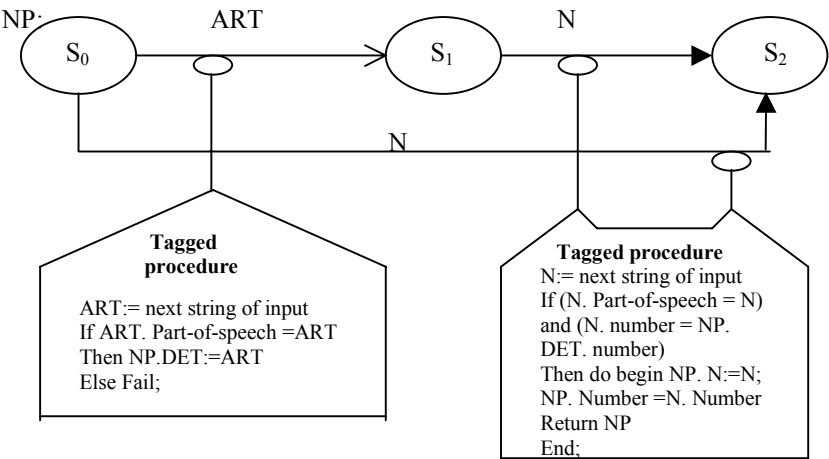 NP:
ART
N
S0
S1
S2
N
Tagged
procedure
ART:= next string of input
If ART. Part-of-speech =ART
Then NP.DET:=ART
Else Fail;
Tagged procedure
N:= next string of input
If (N. Part-of-speech = N)
and (N. number = NP.
DET. number)
Then do begin NP. N:=N;
NP. Number =N. Number
Return NP
End;